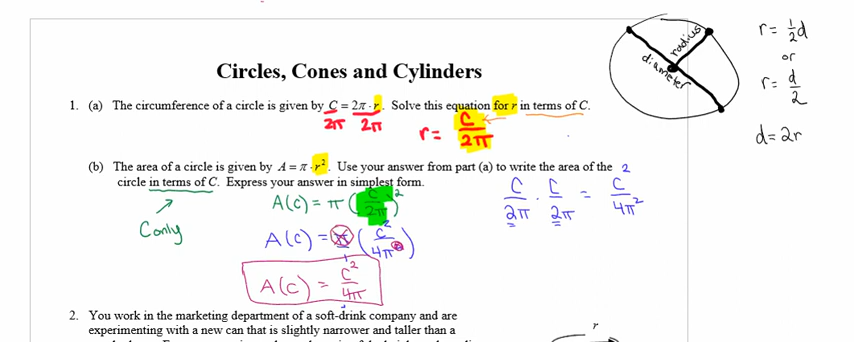 Circles, Cones and Cylinders
1. (a) The circumference of a circle is given by C = 2π · r. Solve this equation for r in terms of C.
2π 2π
r = C/2π
(b) The area of a circle is given by A = π · r². Use your answer from part (a) to write the area of the
circle in terms of C. Express your answer in simplest form.
C only
A(C) = π (C/2π)²
A(C) = π (C²/4π²)
A(C) = C²/4π
C/2π · C/2π = C²/4π²
radius
diameter
r = ½d
or
r = d/2
d = 2r
2. You work in the marketing department of a soft-drink company and are
experimenting with a new can that is slightly narrower and taller than a
r